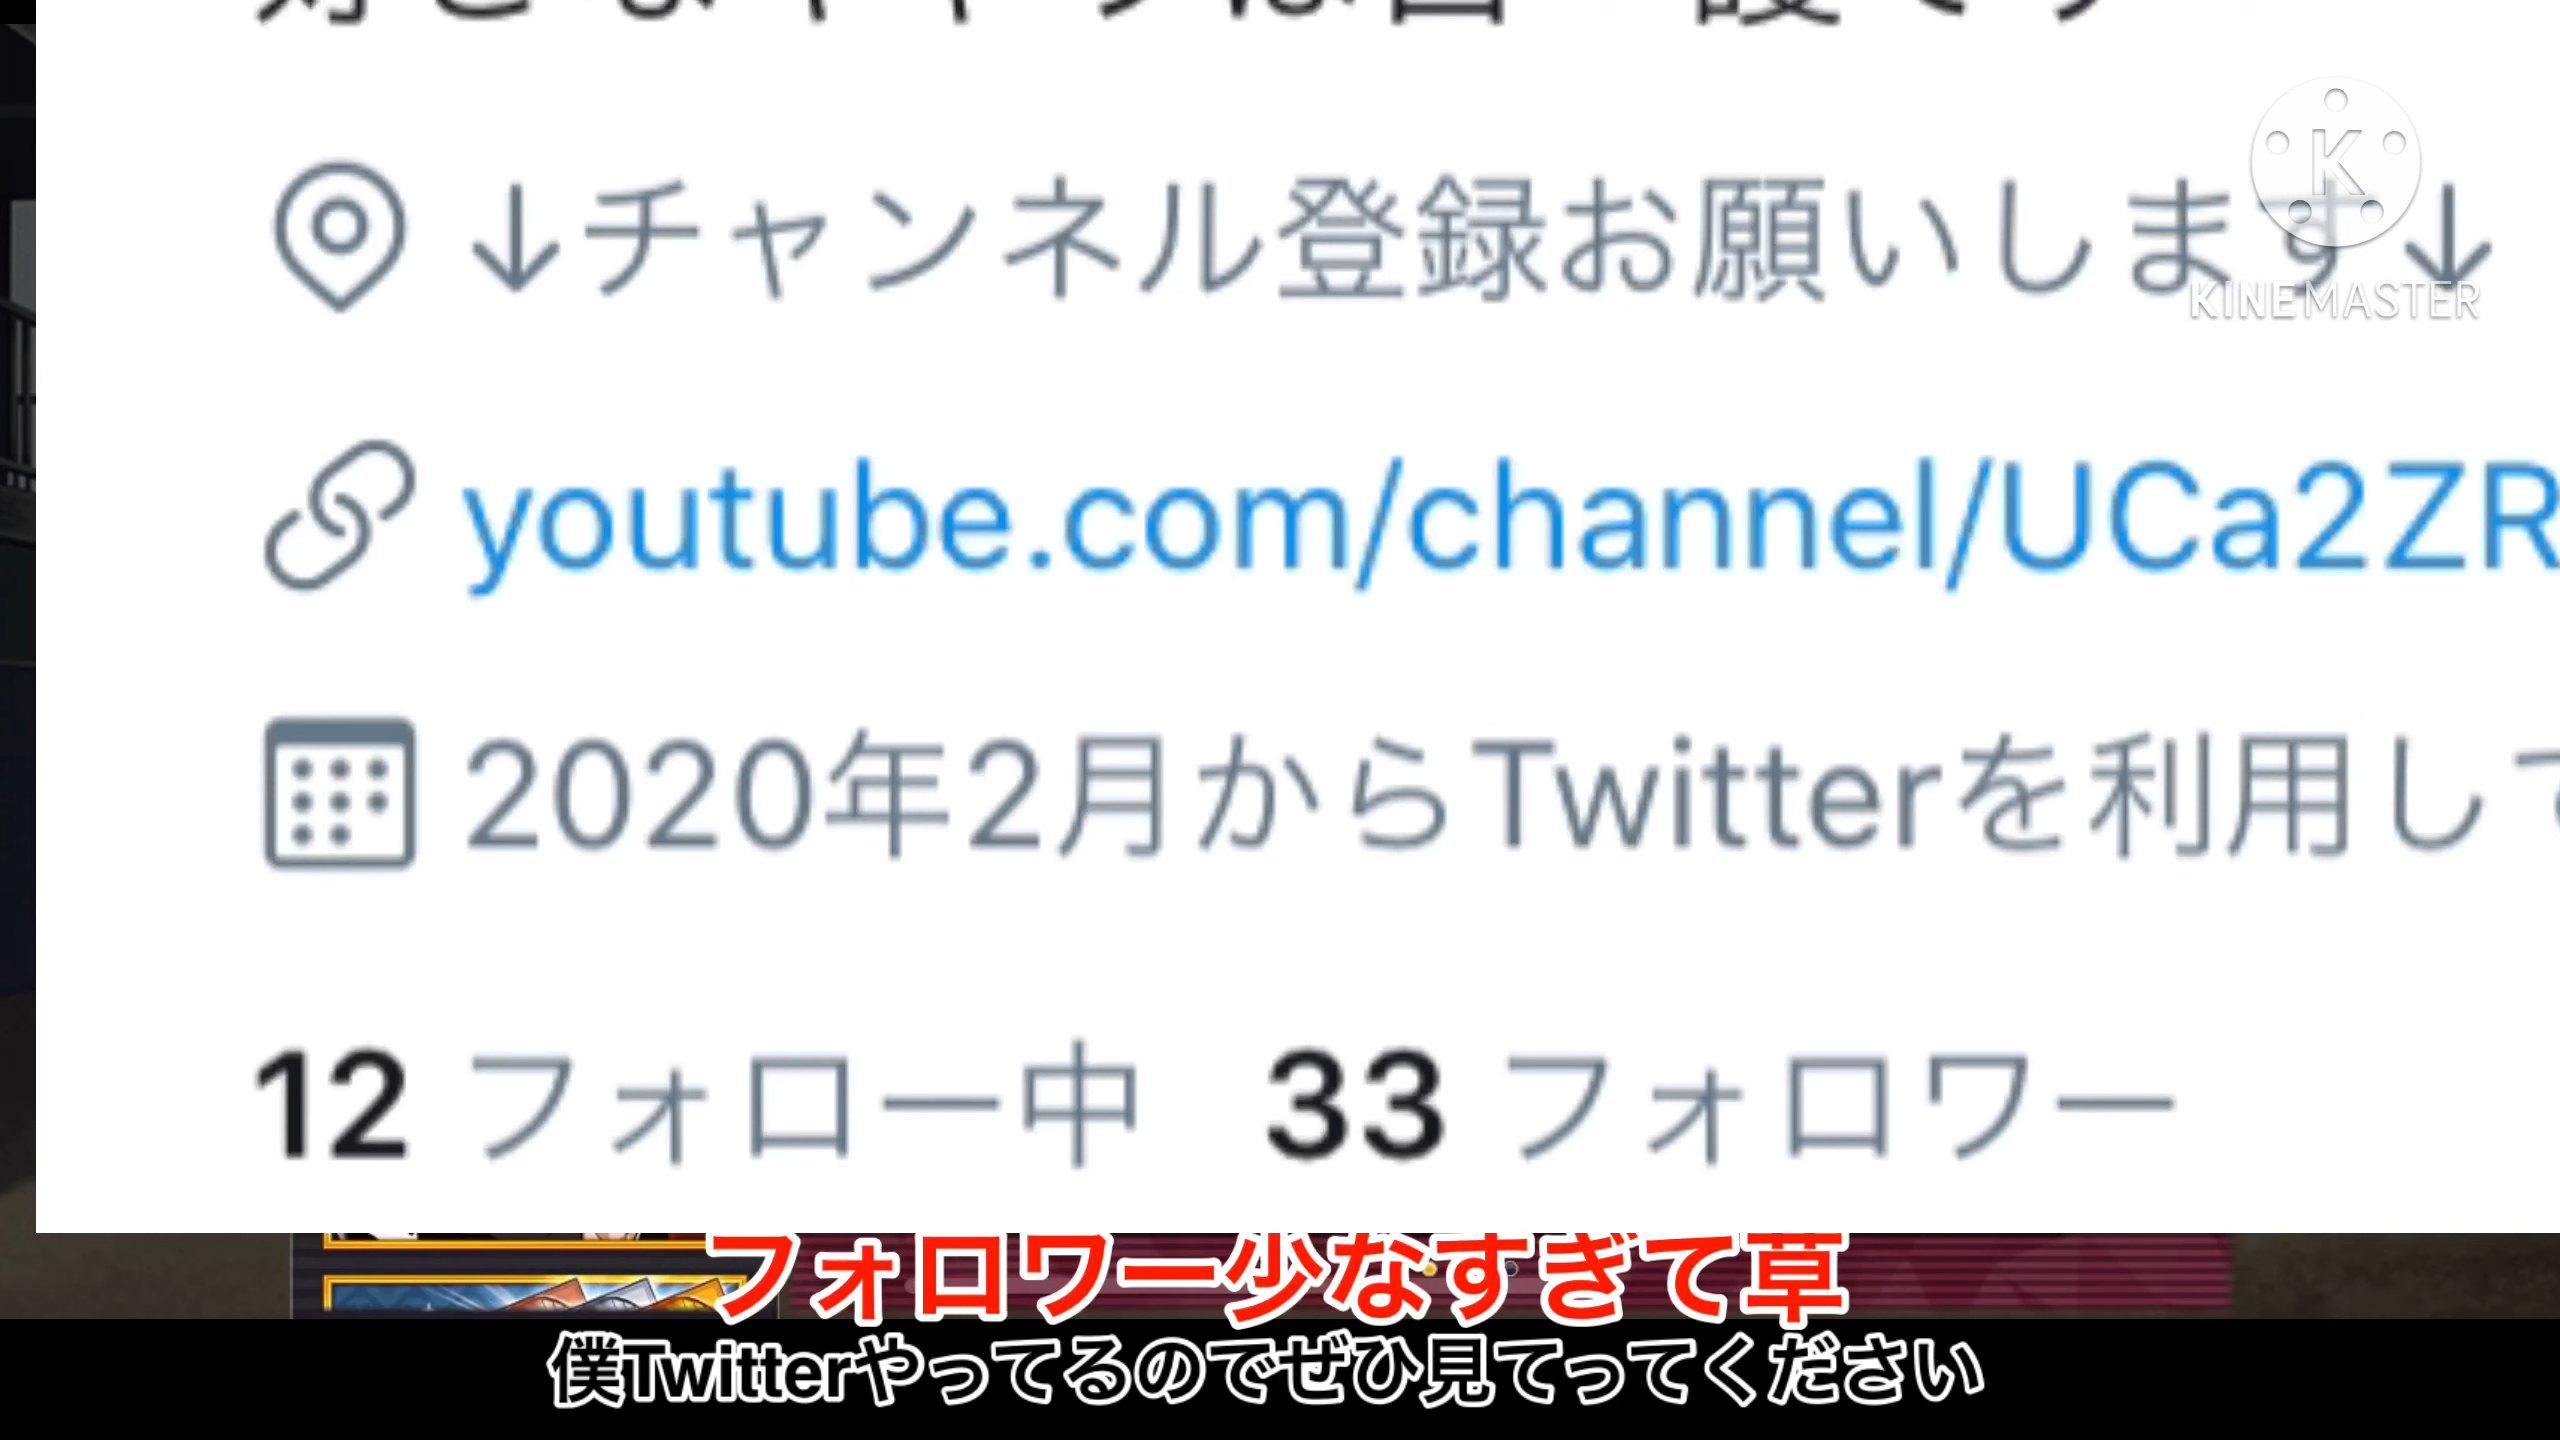 ↓チャンネル登録お願いします↓
KINEMASTER
youtube.com/channel/UCa2ZR
2020年2月からTwitterを利用して
12 フォロー中 33 フォロワー
フォロワー少なすぎて草
僕Twitterやってるのでぜひ見てってください